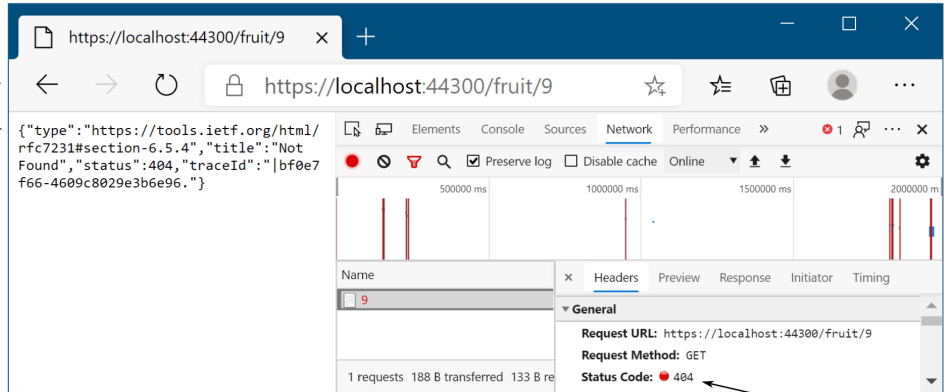 https://localhost:44300/fruit/9
https://localhost:44300/fruit/9
{"type":"https://tools.ietf.org/html/
rfc7231#section-6.5.4","title":"Not
Found","status":404,"traceId":"|bf0e7
f66-4609c8029e3b6e96."}
Elements Console Sources Network Performance » 1
Preserve log Disable cache Online
500000 ms 1000000 ms 1500000 ms 2000000 m
Name
9
1 requests 188 B transferred 133 B re
Headers Preview Response Initiator Timing
General
Request URL: https://localhost:44300/fruit/9
Request Method: GET
Status Code: 404